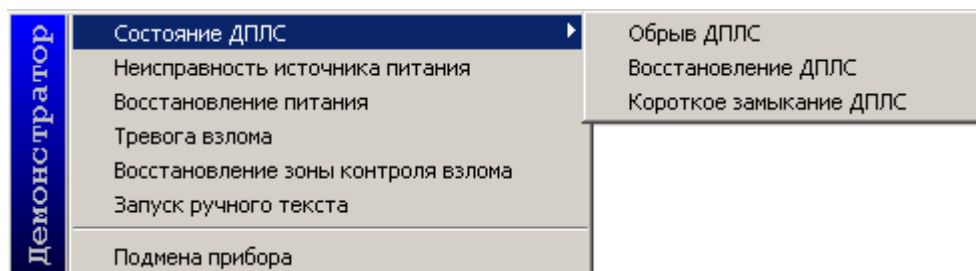 Демонстратор
Состояние ДПЛС
Неисправность источника питания
Восстановление питания
Тревога взлома
Восстановление зоны контроля взлома
Запуск ручного текста
Подмена прибора
Обрыв ДПЛС
Восстановление ДПЛС
Короткое замыкание ДПЛС